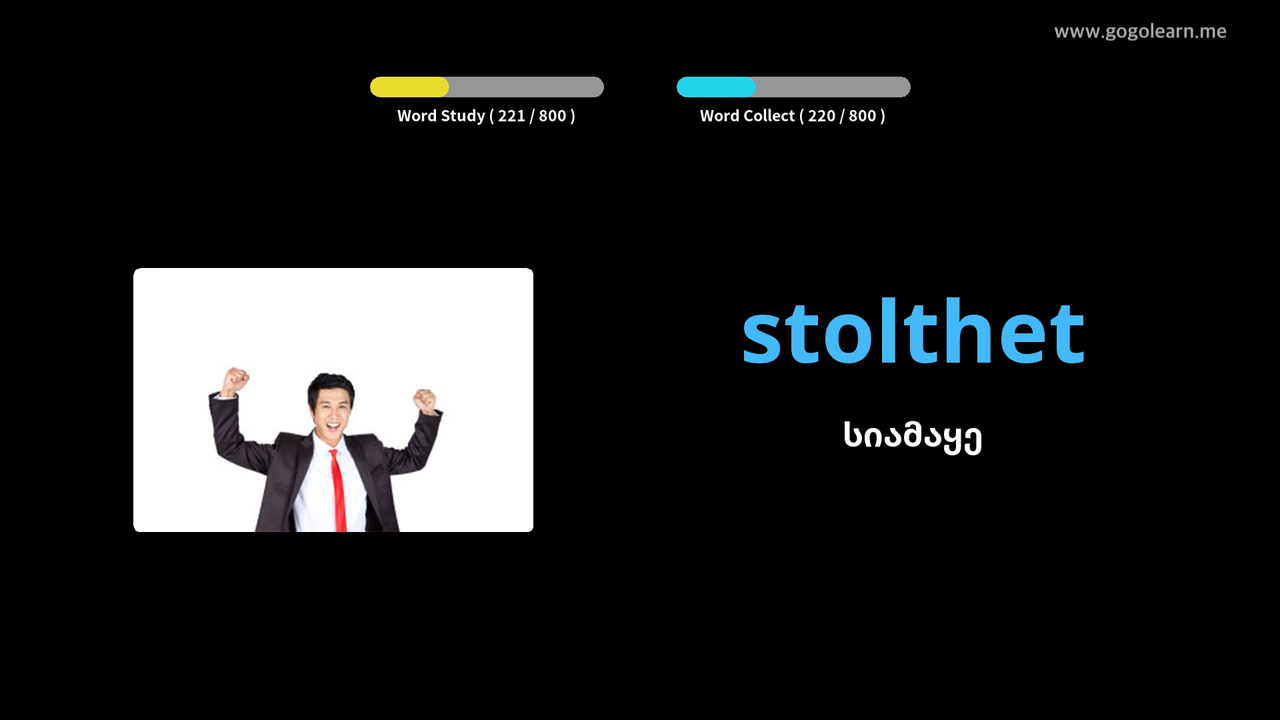 www.gogolearn.me
Word Study ( 221 / 800 )
Word Collect ( 220 / 800 )
stolthet
სიამაყე